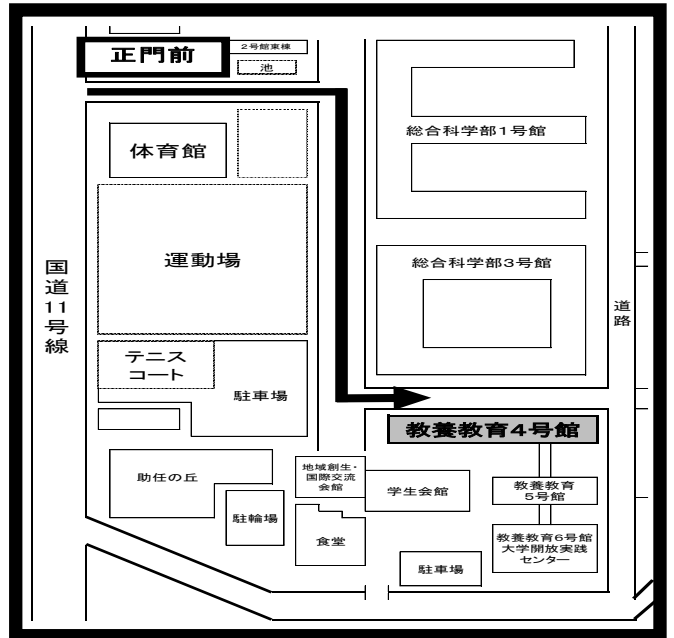 正門前
2号館東棟
池
総合科学部1号館
体育館
運動場
総合科学部3号館
国道11号線
道路
テニス
コート
駐車場
教養教育4号館
助任の丘
地域創生・
国際交流
会館
学生会館
教養教育
5号館
駐輪場
食堂
教養教育6号館
大学開放実践
センター
駐車場